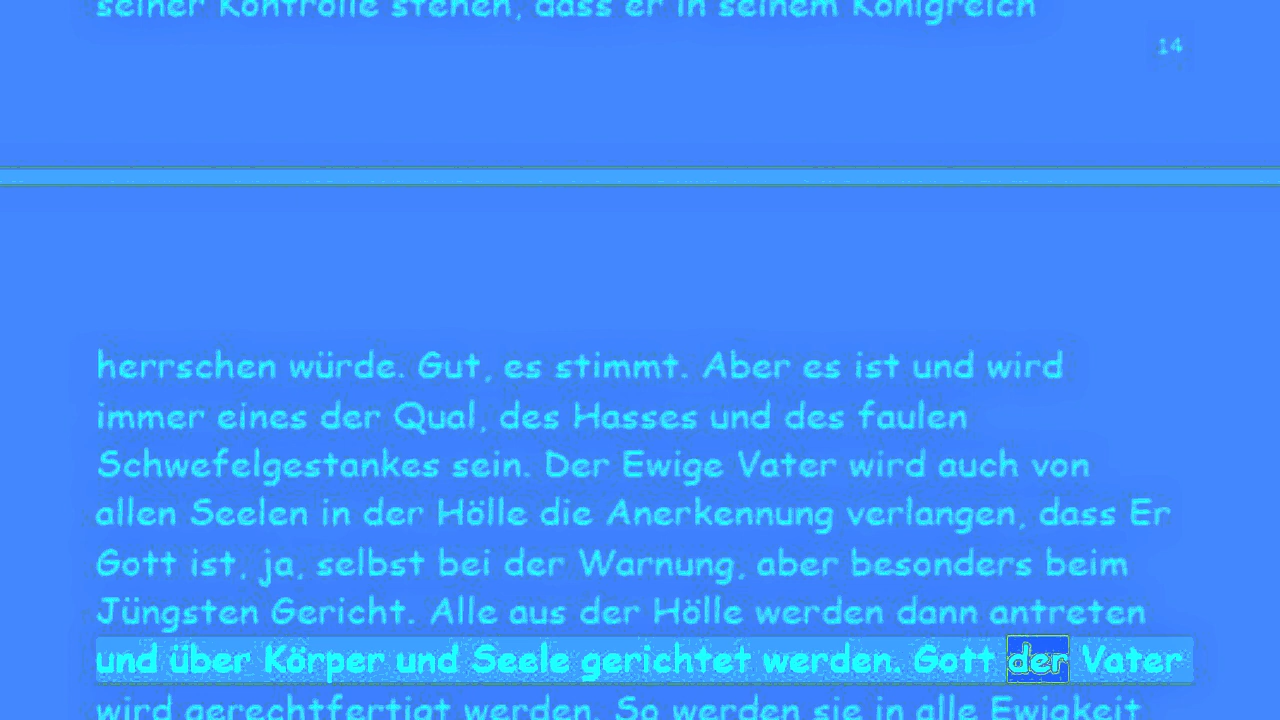 seiner Kontrolle stehen, dass er in seinem Königreich
14
herrschen würde. Gut, es stimmt. Aber es ist und wird
immer eines der Qual, des Hasses und des faulen
Schwefelgestankes sein. Der Ewige Vater wird auch von
allen Seelen in der Hölle die Anerkennung verlangen, dass Er
Gott ist, ja, selbst bei der Warnung, aber besonders beim
Jüngsten Gericht. Alle aus der Hölle werden dann antreten
und über Körper und Seele gerichtet werden. Gott der Vater
wird gerechtfertigt werden. So werden sie in alle Ewigkeit